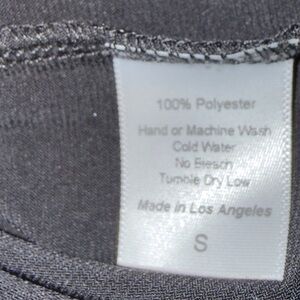 100% Polyester
Hand or Machine Wash
Cold Water
No Bleach
Tumble Dry Low
Made in Los Angeles
S